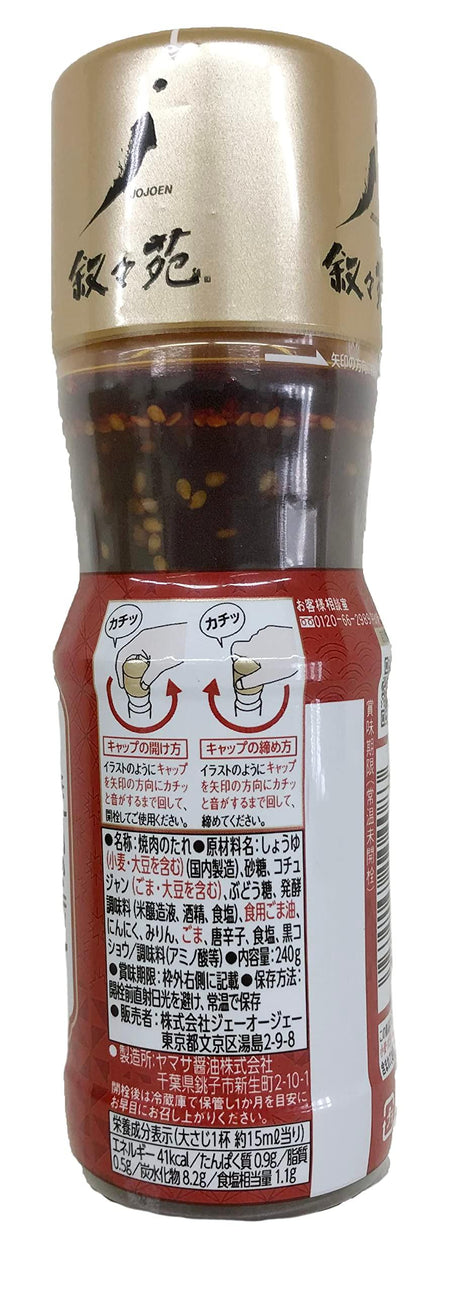 JOJOEN
叙々苑
叙々苑
矢印の方向
お客様相談室
0120-66-2989
カチッ
カチッ
キャップの開け方
キャップの締め方
イラストのようにキャップ
を矢印の方向にカチッ
と音がするまで回して、
開栓してご使用ください。
イラストのようにキャップ
を矢印の方向にカチッ
と音がするまで回して、
締めてください。
賞味期限(常温未開栓)
●名称:焼肉のたれ●原材料名:しょうゆ
(小麦・大豆を含む)(国内製造)、砂糖、コチュ
ジャン(ごま・大豆を含む)、ぶどう糖、発酵
調味料(米醸造液、酒精、食塩)、食用ごま油、
にんにく、みりん、ごま、唐辛子、食塩、黒コ
ショウ/調味料(アミノ酸等)●内容量:240g
●賞味期限:枠外右側に記載●保存方法:
開栓前直射日光を避け、常温で保存
●販売者:株式会社ジェーオージェー
東京都文京区湯島2-9-8
●製造所:ヤマサ醤油株式会社
千葉県銚子市新生町2-10-1
開栓後は冷蔵庫で保管し1か月を目安に
お早目にお召し上がりください。
栄養成分表示(大さじ1杯 約15mℓ当り)
エネルギー 41kcal/たんぱく質 0.9g/脂質
0.5g/炭水化物 8.2g/食塩相当量 1.1g